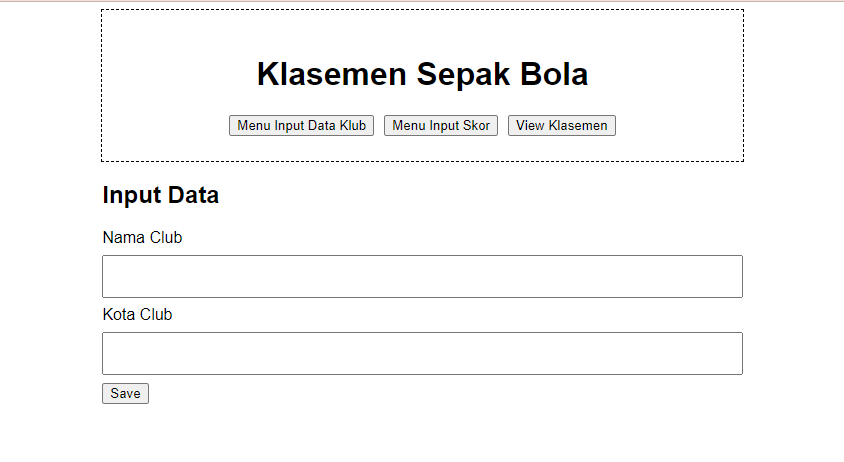 Klasemen Sepak Bola
Menu Input Data Klub Menu Input Skor View Klasemen
Input Data
Nama Club
Kota Club
Save